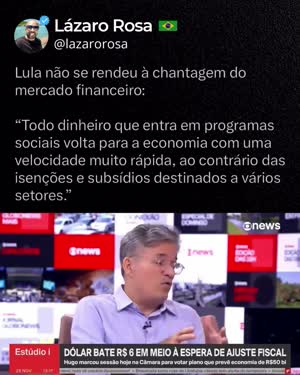 Lázaro Rosa
@lazarorosa
Lula não se rendeu à chantagem do
mercado financeiro:
“Todo dinheiro que entra em programas
sociais volta para a economia com uma
velocidade muito rápida, ao contrário das
isenções e subsídios destinados a vários
setores.”
news
news
Estúdio i
DÓLAR BATE R$ 6 EM MEIO À ESPERA DE AJUSTE FISCAL
Hugo marcou sessão hoje na Câmara para votar plano que prevê economia de R$50 bi